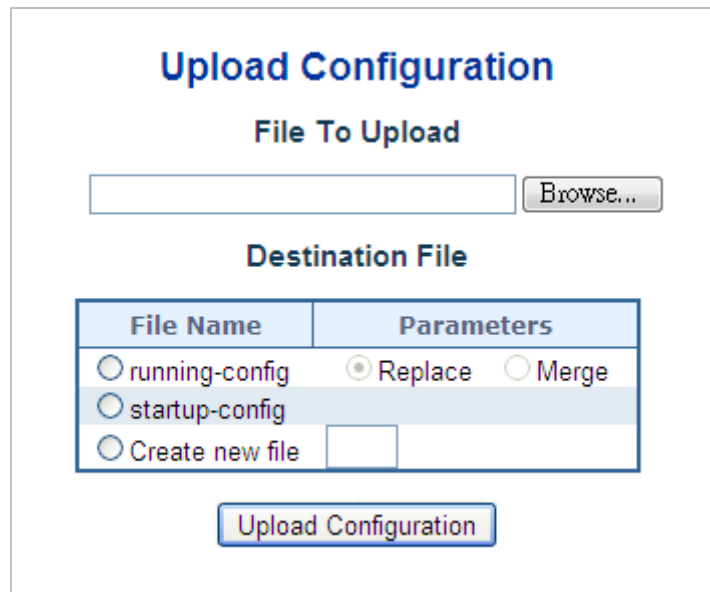 Upload Configuration
File To Upload
Browse...
Destination File
File Name Parameters
running-config Replace Merge
startup-config
Create new file
Upload Configuration